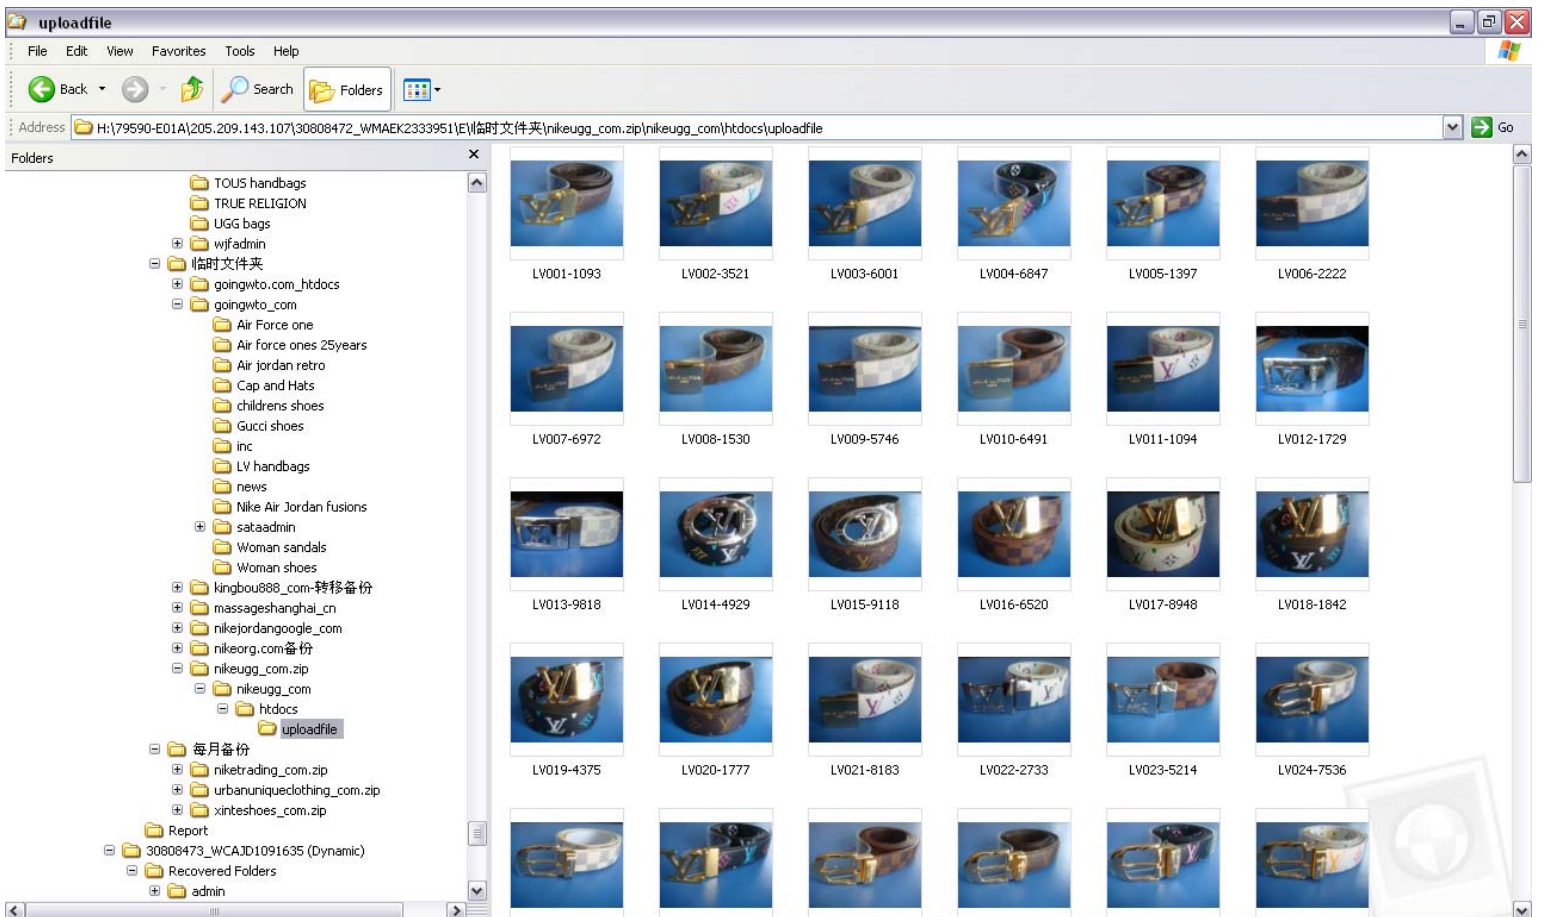 uploadfile
File Edit View Favorites Tools Help
Back Search Folders
Address H:\79590-E01A\205.209.143.107\30808472_WMAEK2333951\E\临时文件夹\nikeugg_com.zip\nikeugg_com\htdocs\uploadfile Go
Folders
TOUS handbags
TRUE RELIGION
UGG bags
wjfadmin
临时文件夹
goingwto.com_htdocs
goingwto_com
Air Force one
Air force ones 25years
Air jordan retro
Cap and Hats
childrens shoes
Gucci shoes
inc
LV handbags
news
Nike Air Jordan fusions
sataadmin
Woman sandals
Woman shoes
kingbou888_com-转移备份
massageshanghai_cn
nikejordangoogle_com
nikeorg.com备份
nikeugg_com.zip
nikeugg_com
htdocs
uploadfile
每月备份
niketrading_com.zip
urbanuniqueclothing_com.zip
xinteshoes_com.zip
Report
30808473_WCAJD1091635 (Dynamic)
Recovered Folders
admin
LV001-1093 LV002-3521 LV003-6001 LV004-6847 LV005-1397 LV006-2222
LV007-6972 LV008-1530 LV009-5746 LV010-6491 LV011-1094 LV012-1729
LV013-9818 LV014-4929 LV015-9118 LV016-6520 LV017-8948 LV018-1842
LV019-4375 LV020-1777 LV021-8183 LV022-2733 LV023-5214 LV024-7536